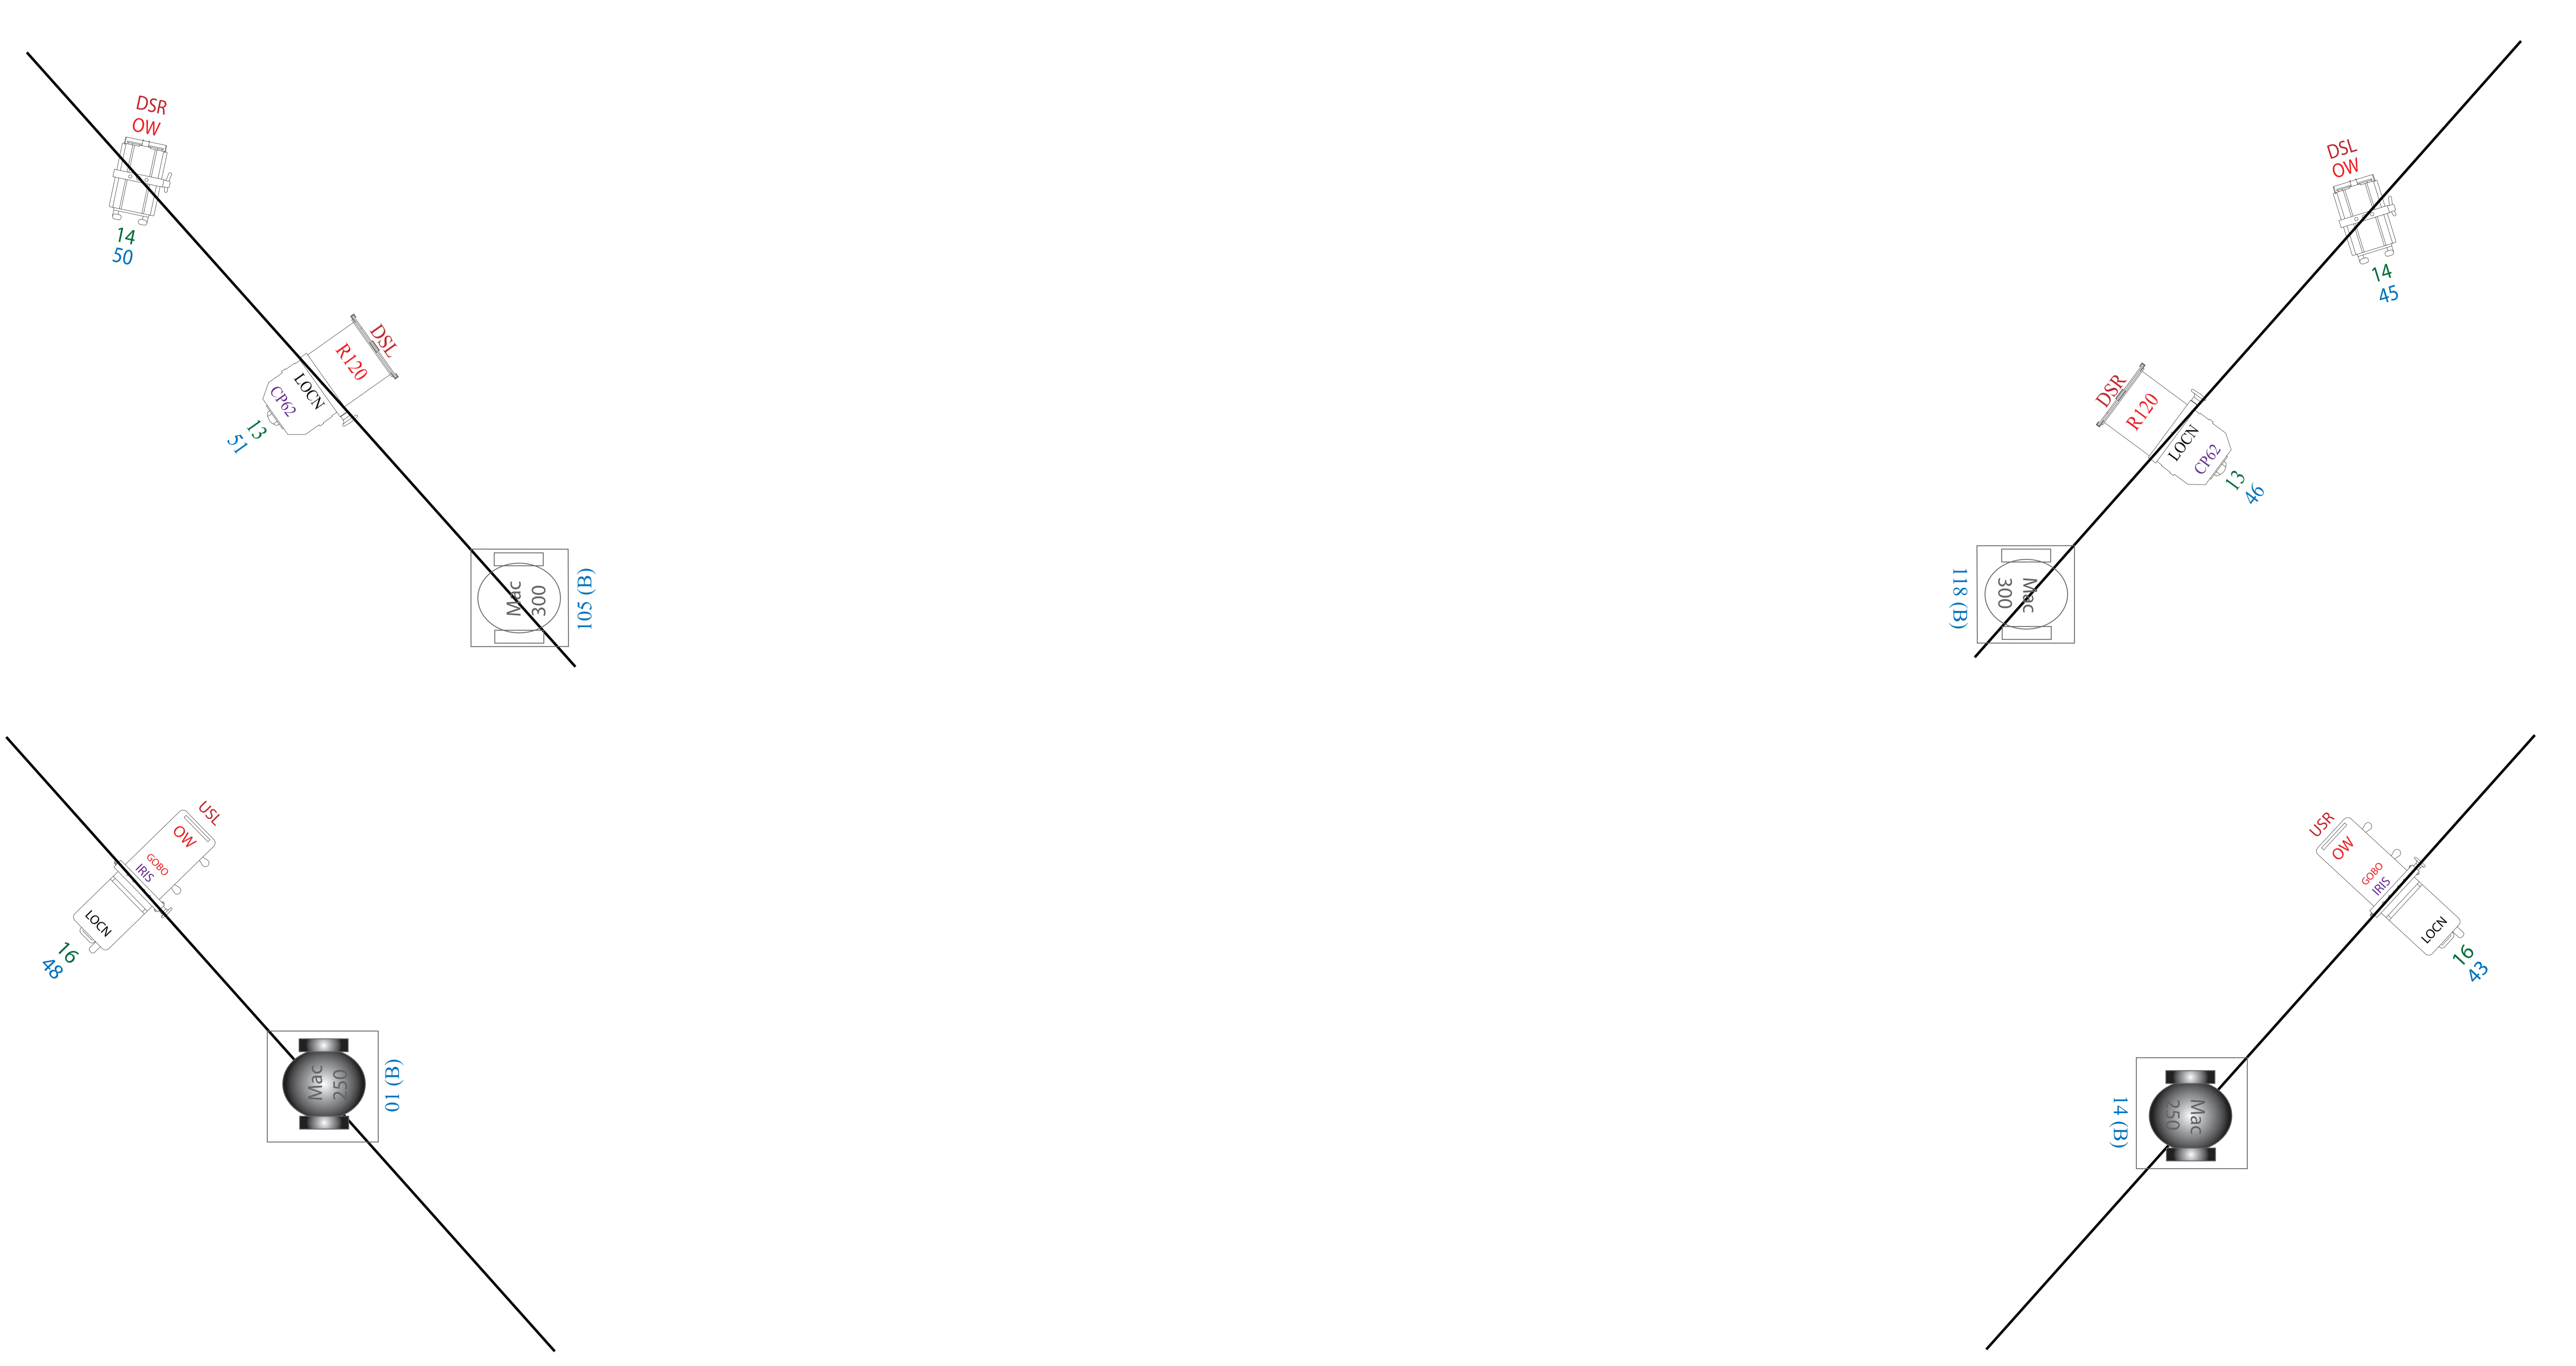 DSR
OW
14
50
DSL
R120
LOCN
CP62
13
51
Mac
300
105 (B)
DSL
OW
14
45
DSR
R120
LOCN
CP62
13
46
Mac
300
118 (B)
USL
OW
GOBO
IRIS
LOCN
16
48
Mac
250
01 (B)
USR
OW
GOBO
IRIS
LOCN
16
43
Mac
250
14 (B)